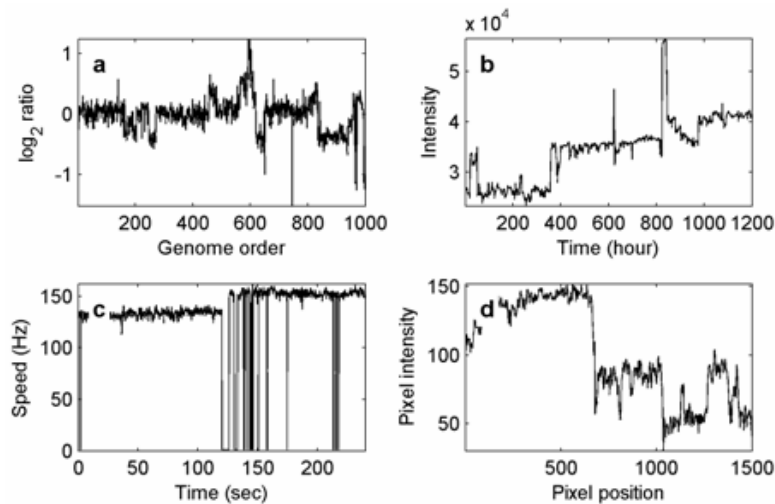 a
log2 ratio
1
0
-1
200 400 600 800 1000
Genome order
b
x 10^4
Intensity
5
4
3
200 400 600 800 1000 1200
Time (hour)
c
Speed (Hz)
150
100
50
0
0 50 100 150 200
Time (sec)
d
Pixel intensity
150
100
50
500 1000 1500
Pixel position